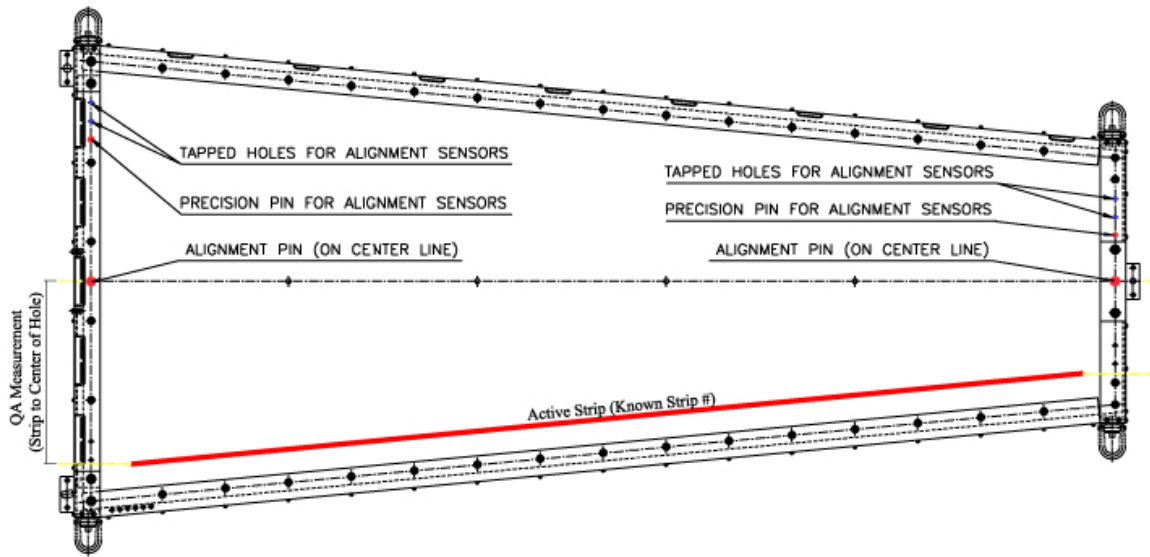 TAPPED HOLES FOR ALIGNMENT SENSORS
PRECISION PIN FOR ALIGNMENT SENSORS
ALIGNMENT PIN (ON CENTER LINE)
TAPPED HOLES FOR ALIGNMENT SENSORS
PRECISION PIN FOR ALIGNMENT SENSORS
ALIGNMENT PIN (ON CENTER LINE)
QA Measurement
(Strip to Center of Hole)
Active Strip (Known Strip #)